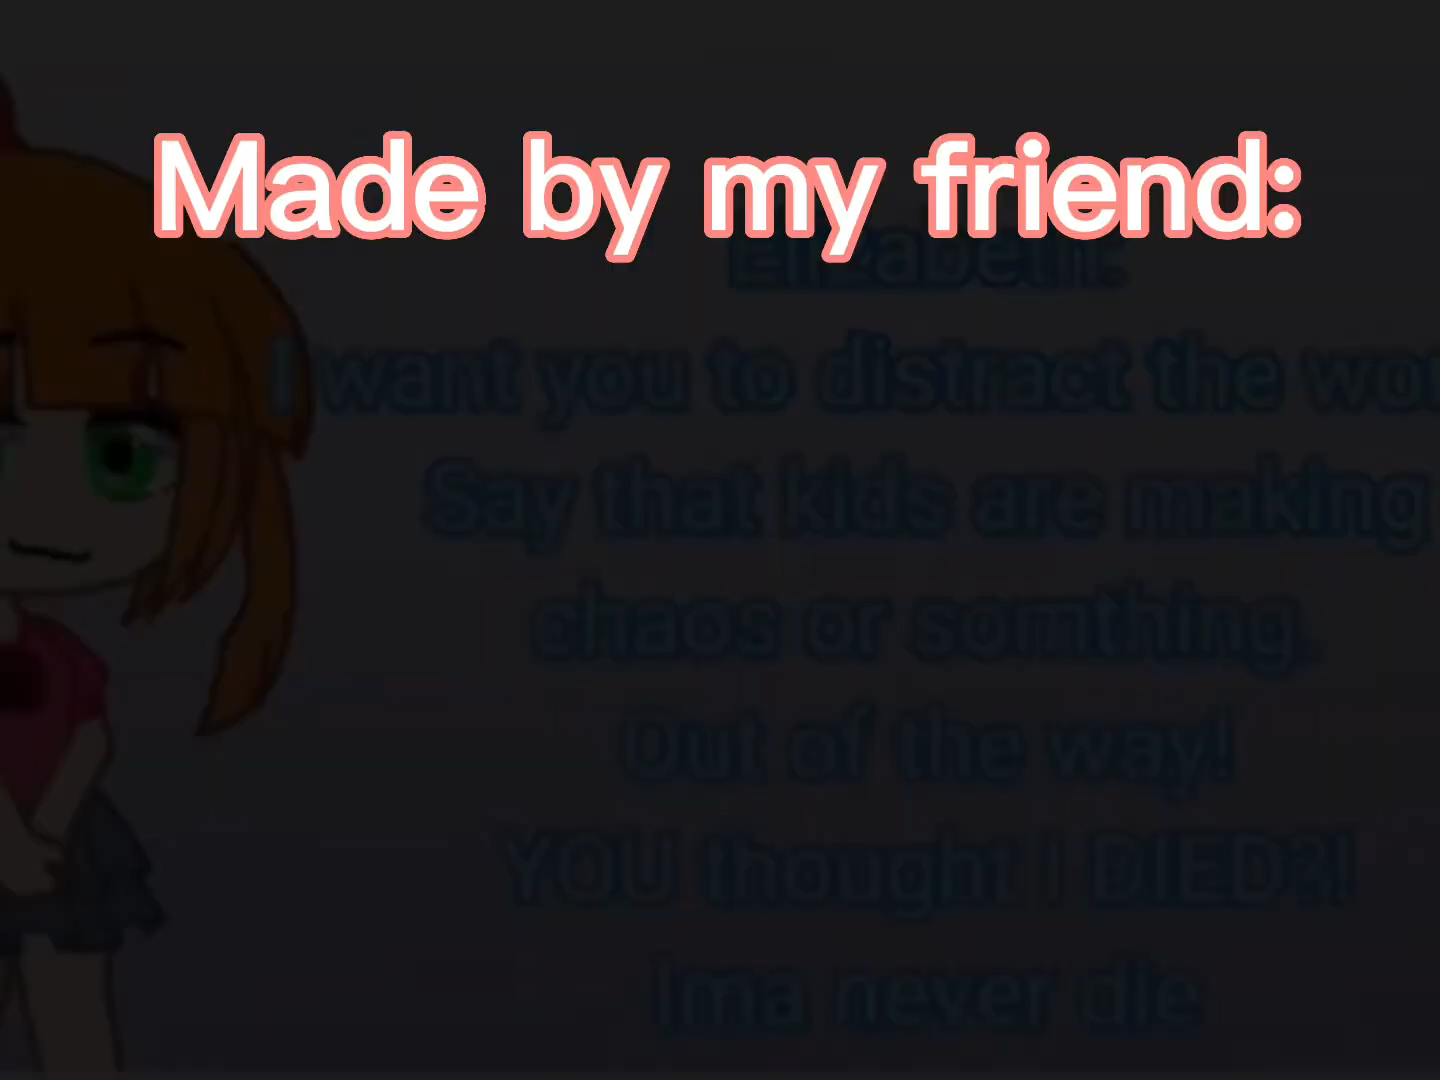 Made by my friend:
Elizabeth:
I want you to distract the
Say that kids are making
chaos or somthing.
Out of the way!
YOU thought I DIED?!
Ima never die